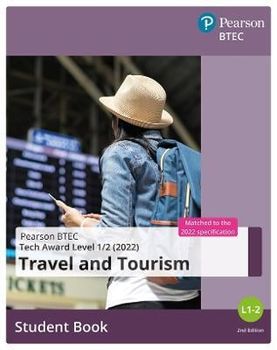 Pearson
BTEC
Matched to the
2022 specification
Pearson BTEC
Tech Award Level 1/2 (2022)
Travel and Tourism
TICKETS
Student Book
L1-2
2nd Edition